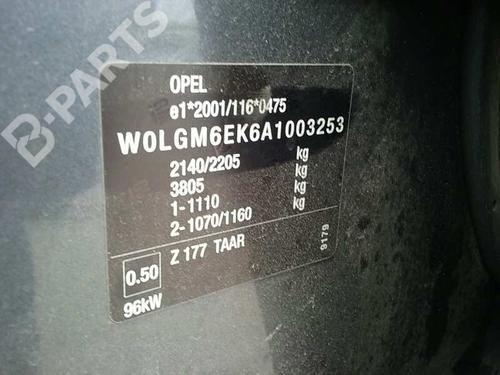 B-PARTS
OPEL
e1*2001/116*0475
W0LGM6EK6A1003253
2140/2205 kg
3805 kg
1-1110 kg
2-1070/1160
Z 177 TAAR
9179
0.50
96kW